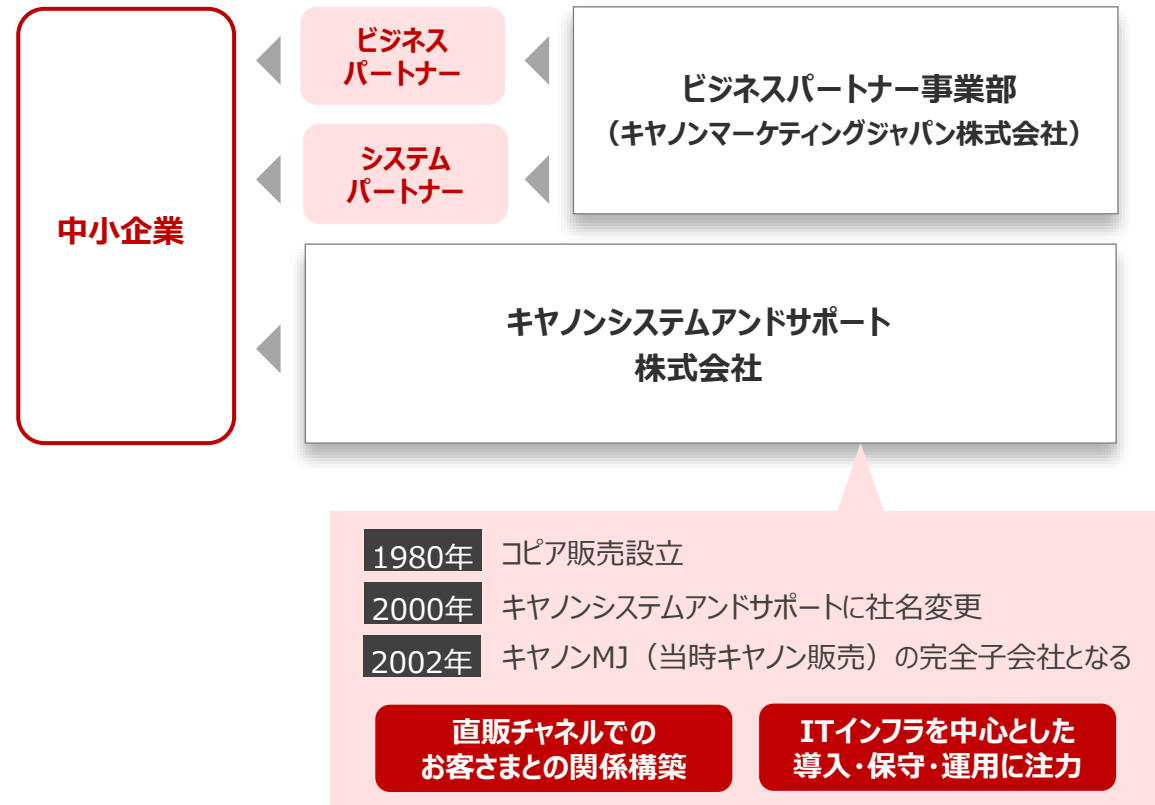 ビジネス
パートナー
ビジネスパートナー事業部
（キヤノンマーケティングジャパン株式会社）
システム
パートナー
中小企業
キヤノンシステムアンドサポート
株式会社
1980年 コピア販売設立
2000年 キヤノンシステムアンドサポートに社名変更
2002年 キヤノンMJ（当時キヤノン販売）の完全子会社となる
直販チャネルでの
お客さまとの関係構築
ITインフラを中心とした
導入・保守・運用に注力